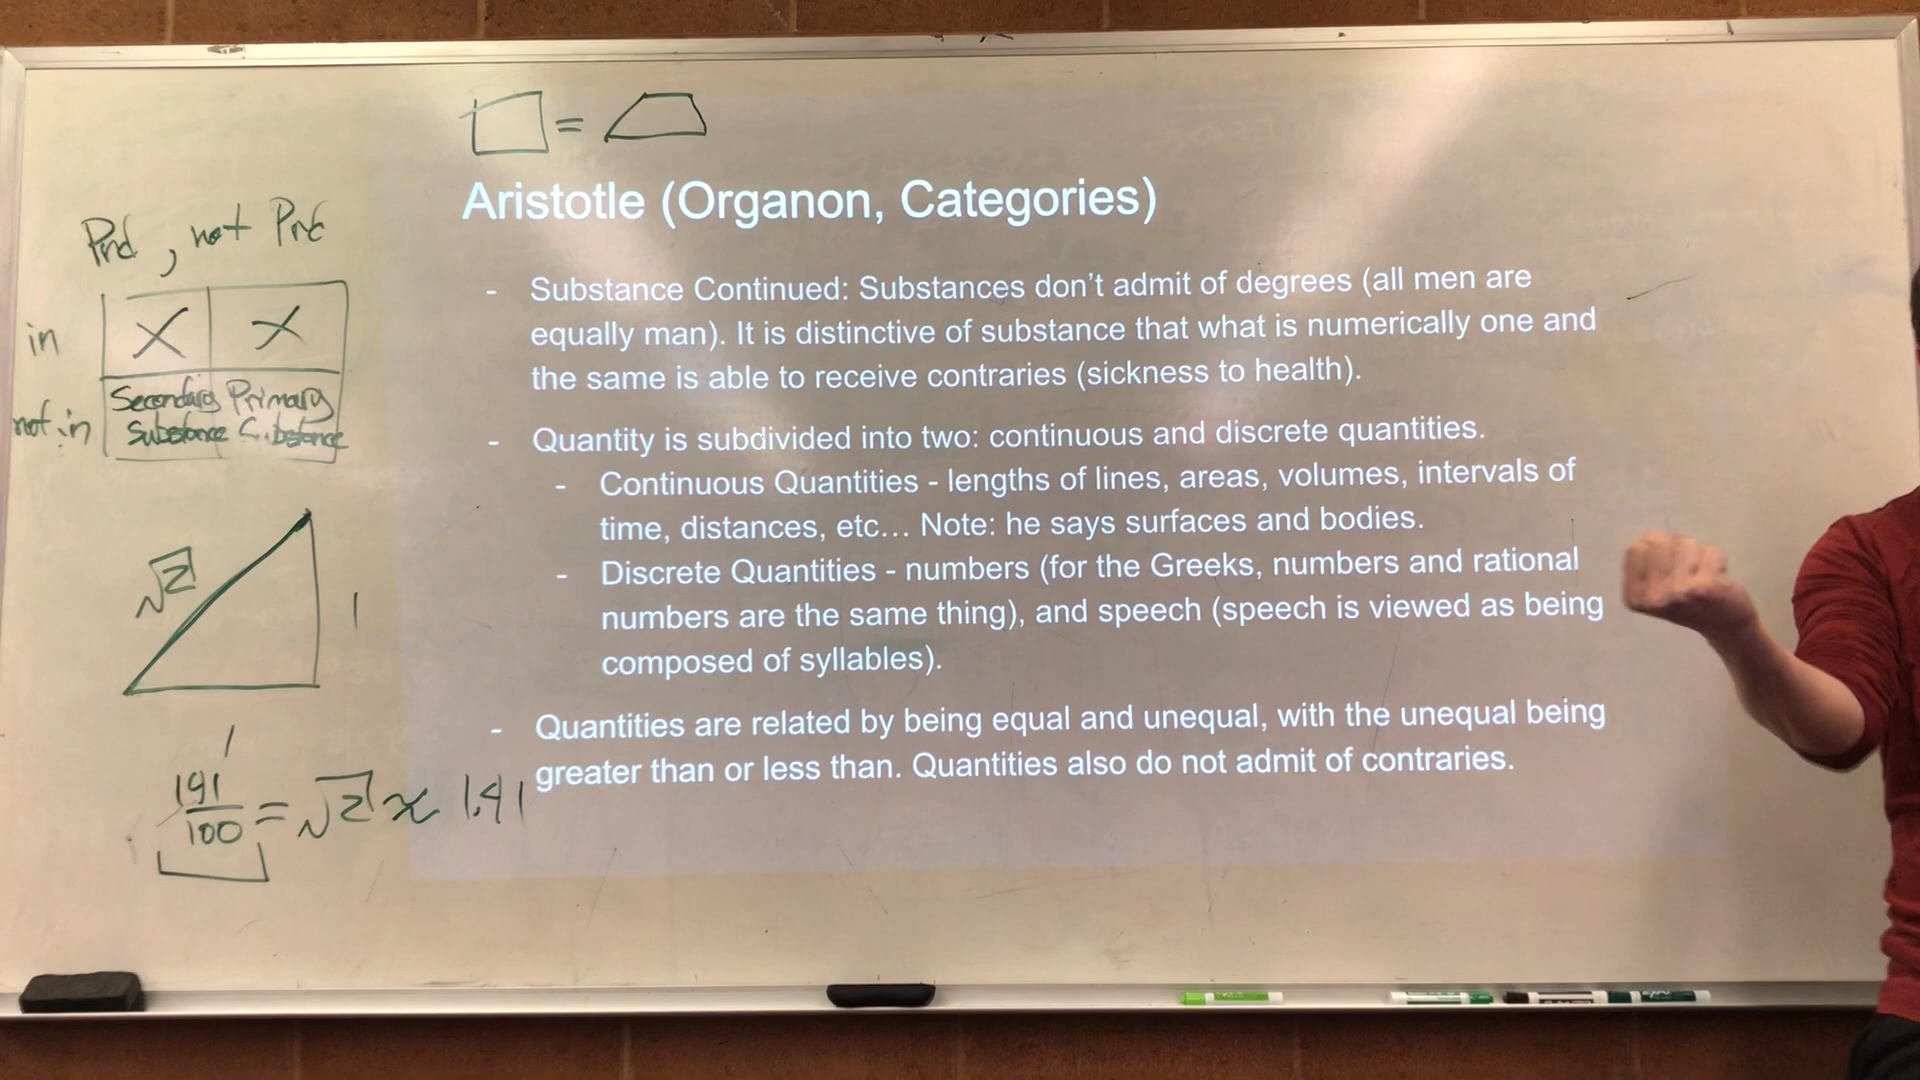 Aristotle (Organon, Categories)
- Substance Continued: Substances don’t admit of degrees (all men are
equally man). It is distinctive of substance that what is numerically one and
the same is able to receive contraries (sickness to health).
- Quantity is subdivided into two: continuous and discrete quantities.
- Continuous Quantities - lengths of lines, areas, volumes, intervals of
time, distances, etc... Note: he says surfaces and bodies.
- Discrete Quantities - numbers (for the Greeks, numbers and rational
numbers are the same thing), and speech (speech is viewed as being
composed of syllables).
- Quantities are related by being equal and unequal, with the unequal being
greater than or less than. Quantities also do not admit of contraries.
=
Prd, not Prd
in X X
not in Secondary Primary
Substance Substance
√2
1
1
141/100 = √2 ≈ 1.41